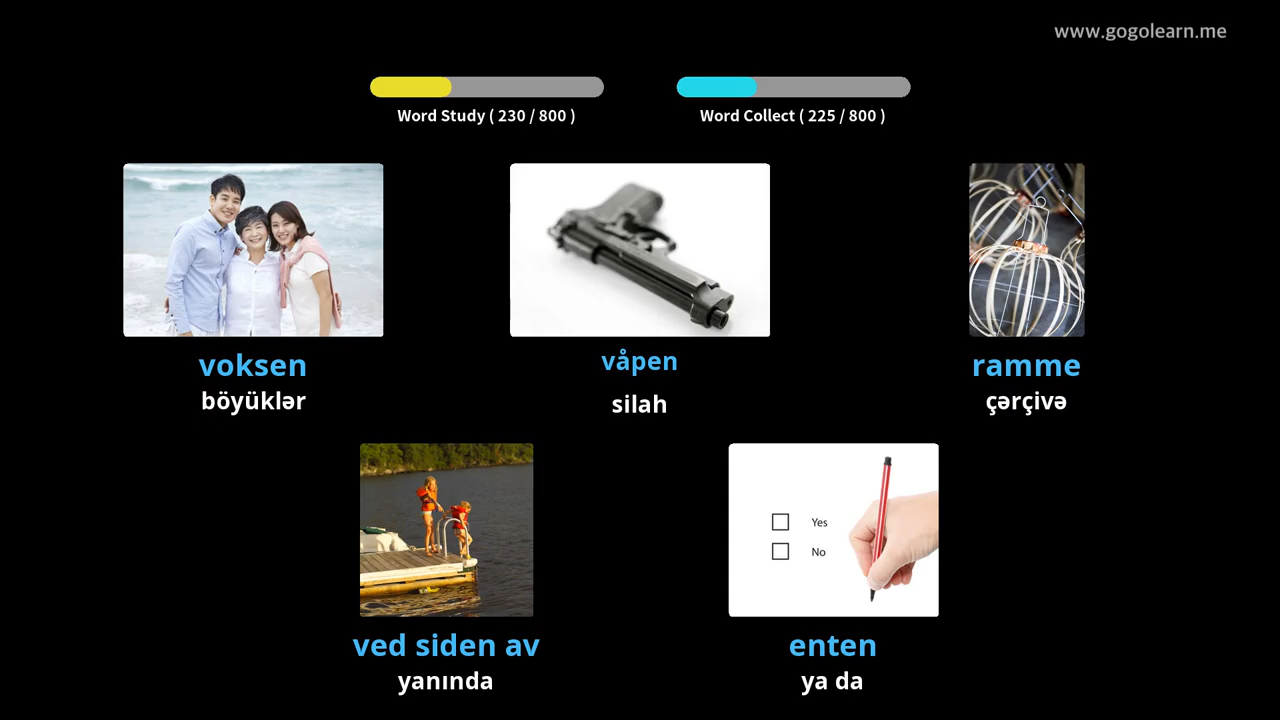 www.gogolearn.me
Word Study ( 230 / 800 )
Word Collect ( 225 / 800 )
voksen
böyüklər
våpen
silah
ramme
çərçivə
Yes
No
ved siden av
yanında
enten
ya da